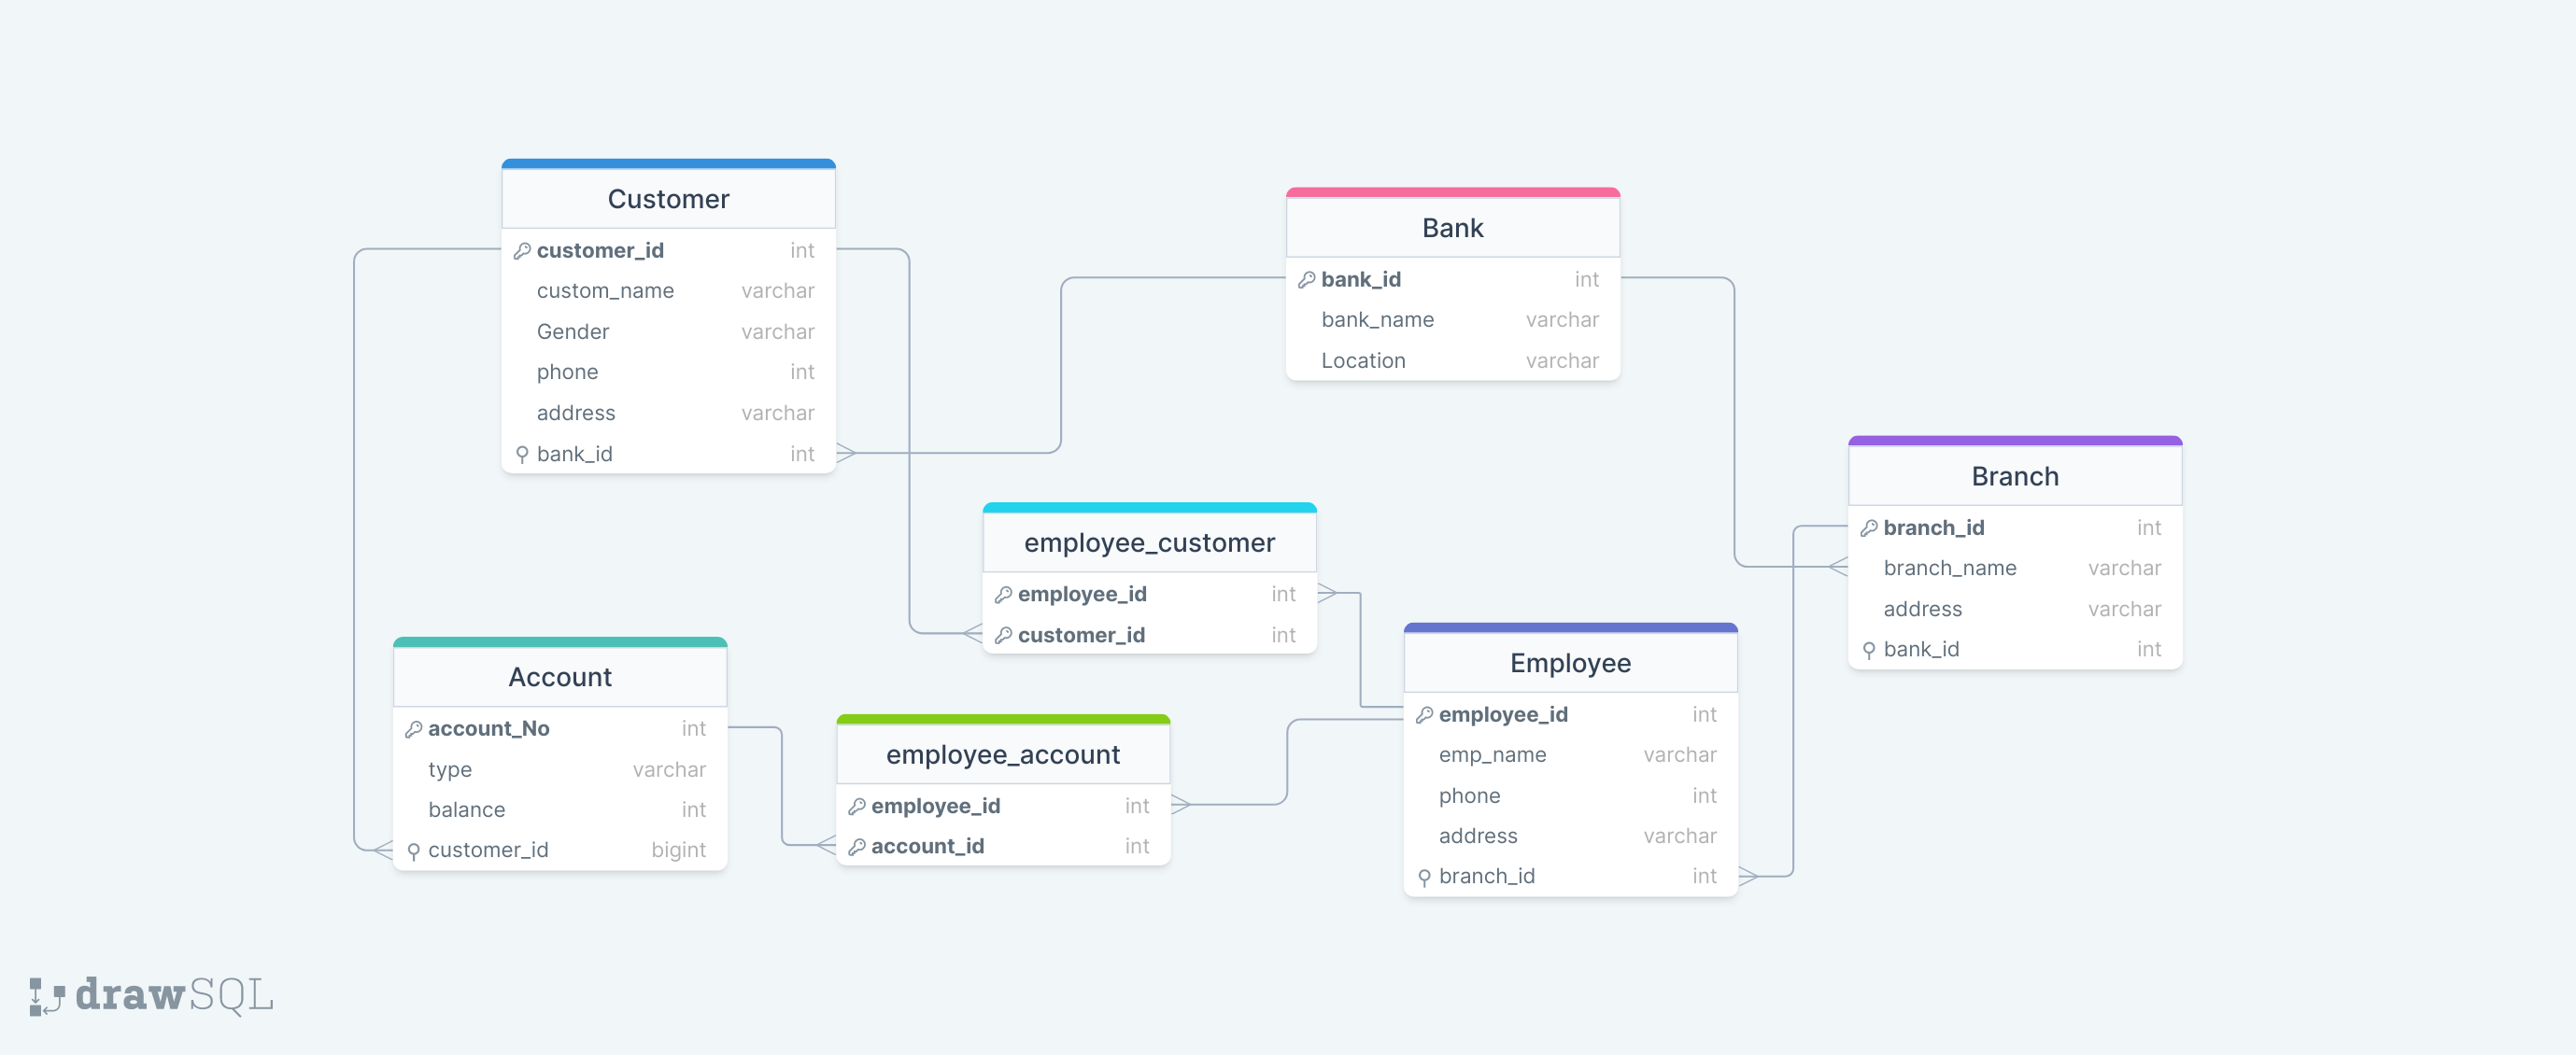 Customer
customer_id int
custom_name varchar
Gender varchar
phone int
address varchar
bank_id int
Bank
bank_id int
bank_name varchar
Location varchar
Branch
branch_id int
branch_name varchar
address varchar
bank_id int
employee_customer
employee_id int
customer_id int
Employee
employee_id int
emp_name varchar
phone int
address varchar
branch_id int
Account
account_No int
type varchar
balance int
customer_id bigint
employee_account
employee_id int
account_id int
drawSQL